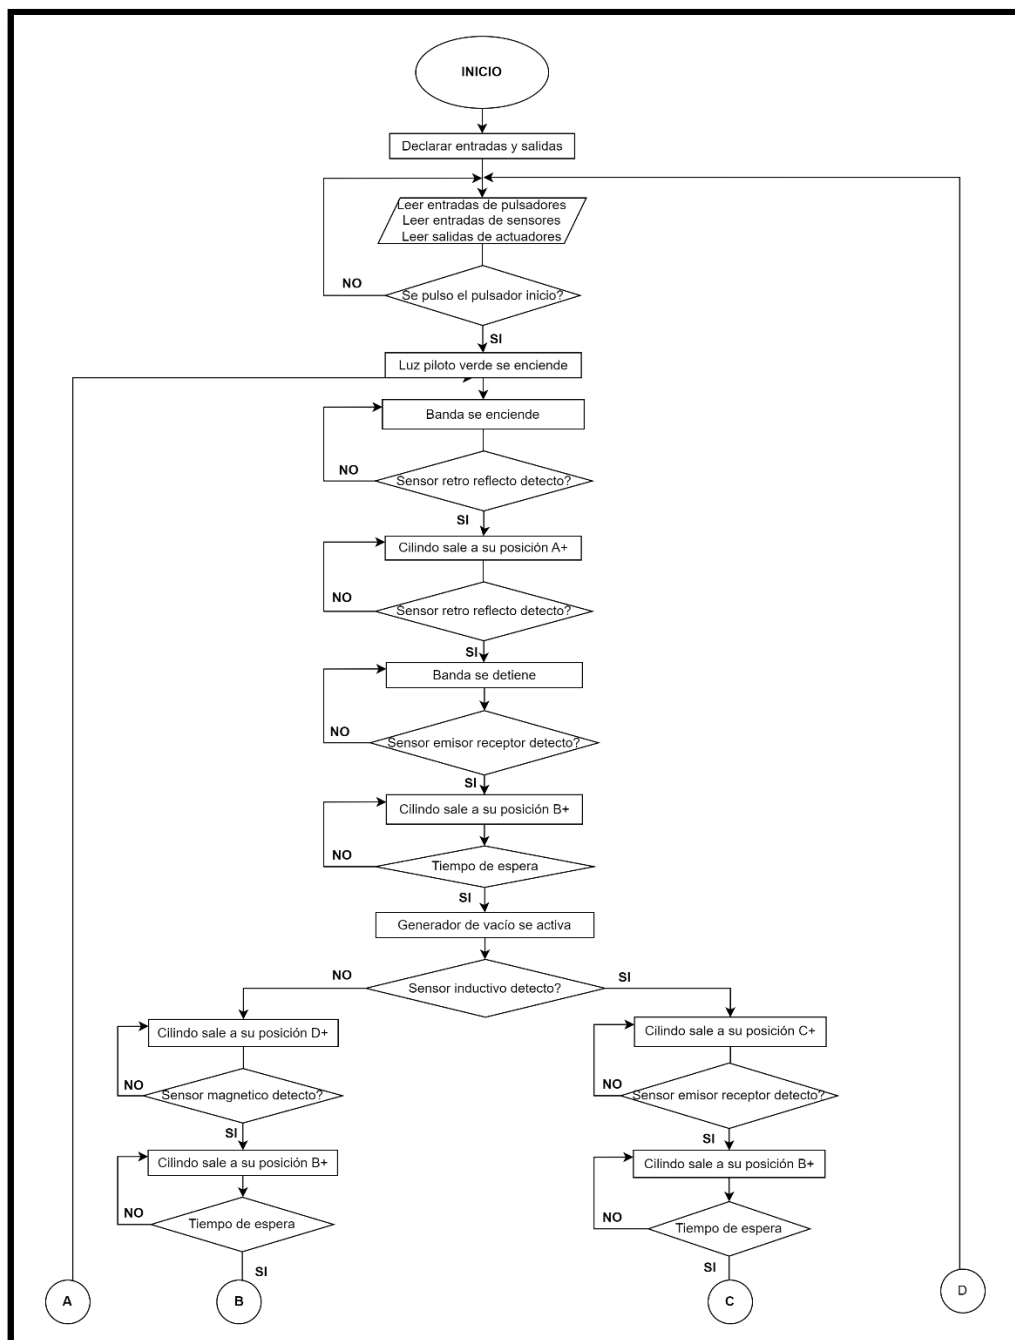 INICIO
Declarar entradas y salidas
Leer entradas de pulsadores
Leer entradas de sensores
Leer salidas de actuadores
NO
Se pulso el pulsador inicio?
SI
Luz piloto verde se enciende
Banda se enciende
NO
Sensor retro reflecto detecto?
SI
Cilindo sale a su posición A+
NO
Sensor retro reflecto detecto?
SI
Banda se detiene
NO
Sensor emisor receptor detecto?
SI
Cilindo sale a su posición B+
NO
Tiempo de espera
SI
Generador de vacío se activa
NO
Sensor inductivo detecto?
SI
Cilindo sale a su posición D+
NO
Sensor magnetico detecto?
SI
Cilindo sale a su posición B+
NO
Tiempo de espera
SI
Cilindo sale a su posición C+
NO
Sensor emisor receptor detecto?
SI
Cilindo sale a su posición B+
NO
Tiempo de espera
SI
A
B
C
D